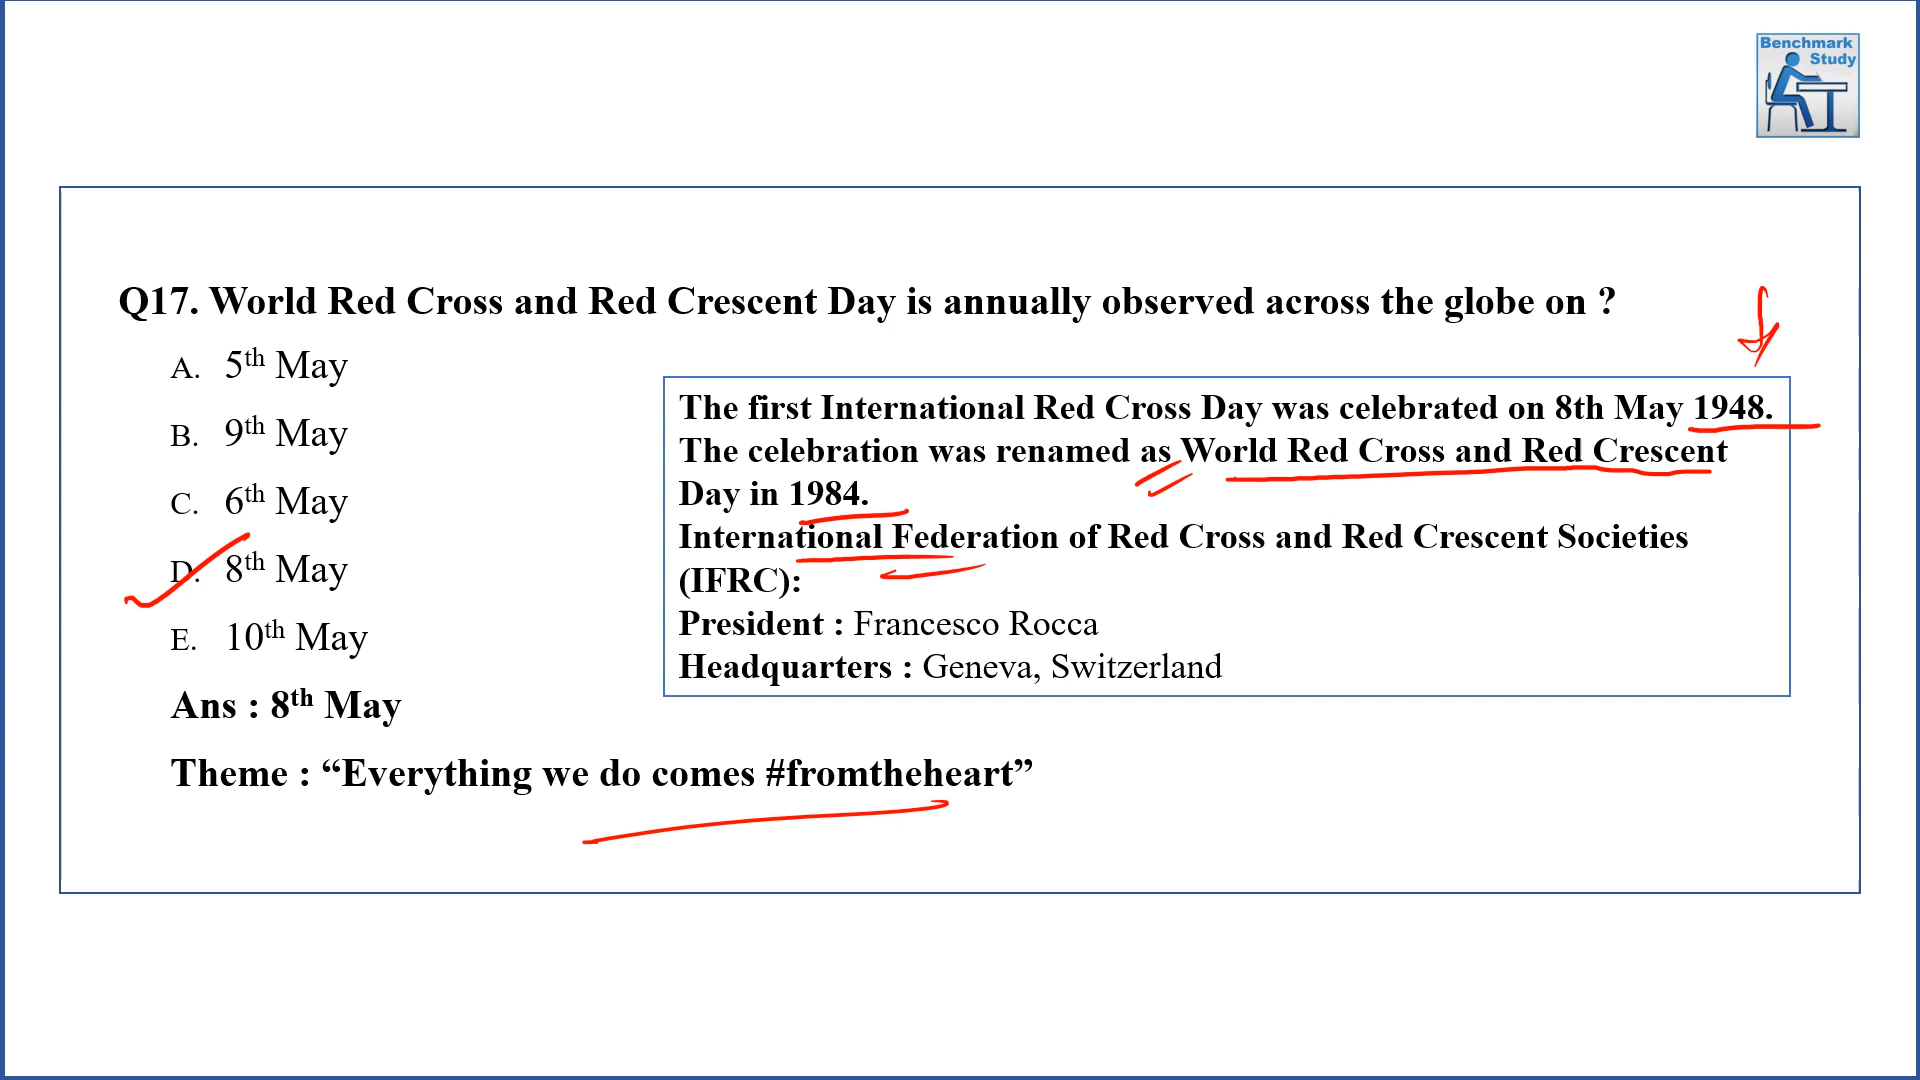 Benchmark
Study
Q17. World Red Cross and Red Crescent Day is annually observed across the globe on ?
A. 5th May
B. 9th May
C. 6th May
D. 8th May
E. 10th May
Ans : 8th May
Theme : “Everything we do comes #fromtheheart”
The first International Red Cross Day was celebrated on 8th May 1948.
The celebration was renamed as World Red Cross and Red Crescent
Day in 1984.
International Federation of Red Cross and Red Crescent Societies
(IFRC):
President : Francesco Rocca
Headquarters : Geneva, Switzerland